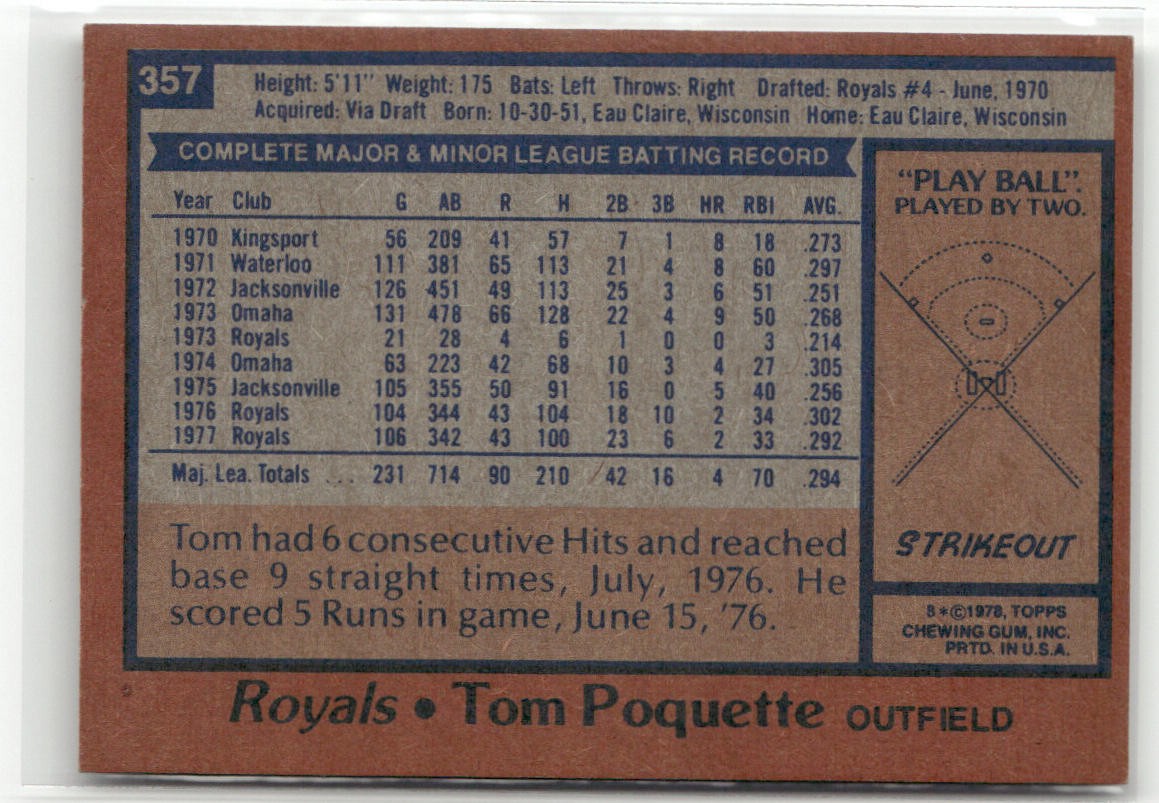 357
Height: 5'11" Weight: 175 Bats: Left Throws: Right Drafted: Royals #4 - June, 1970
Acquired: Via Draft Born: 10-30-51, Eau Claire, Wisconsin Home: Eau Claire, Wisconsin
COMPLETE MAJOR & MINOR LEAGUE BATTING RECORD
Year Club G AB R H 2B 3B HR RBI AVG.
1970 Kingsport 56 209 41 57 7 1 8 18 .273
1971 Waterloo 111 381 65 113 21 4 8 60 .297
1972 Jacksonville 126 451 49 113 25 3 6 51 .251
1973 Omaha 131 478 66 128 22 4 9 50 .268
1973 Royals 21 28 4 6 1 0 0 3 .214
1974 Omaha 63 223 42 68 10 3 4 27 .305
1975 Jacksonville 105 355 50 91 16 0 5 40 .256
1976 Royals 104 344 43 104 18 10 2 34 .302
1977 Royals 106 342 43 100 23 6 2 33 .292
Maj. Lea. Totals ... 231 714 90 210 42 16 4 70 .294
Tom had 6 consecutive Hits and reached
base 9 straight times, July, 1976. He
scored 5 Runs in game, June 15, '76.
"PLAY BALL".
PLAYED BY TWO.
STRIKEOUT
8*©1978, TOPPS
CHEWING GUM, INC.
PRTD. IN U.S.A.
Royals • Tom Poquette OUTFIELD